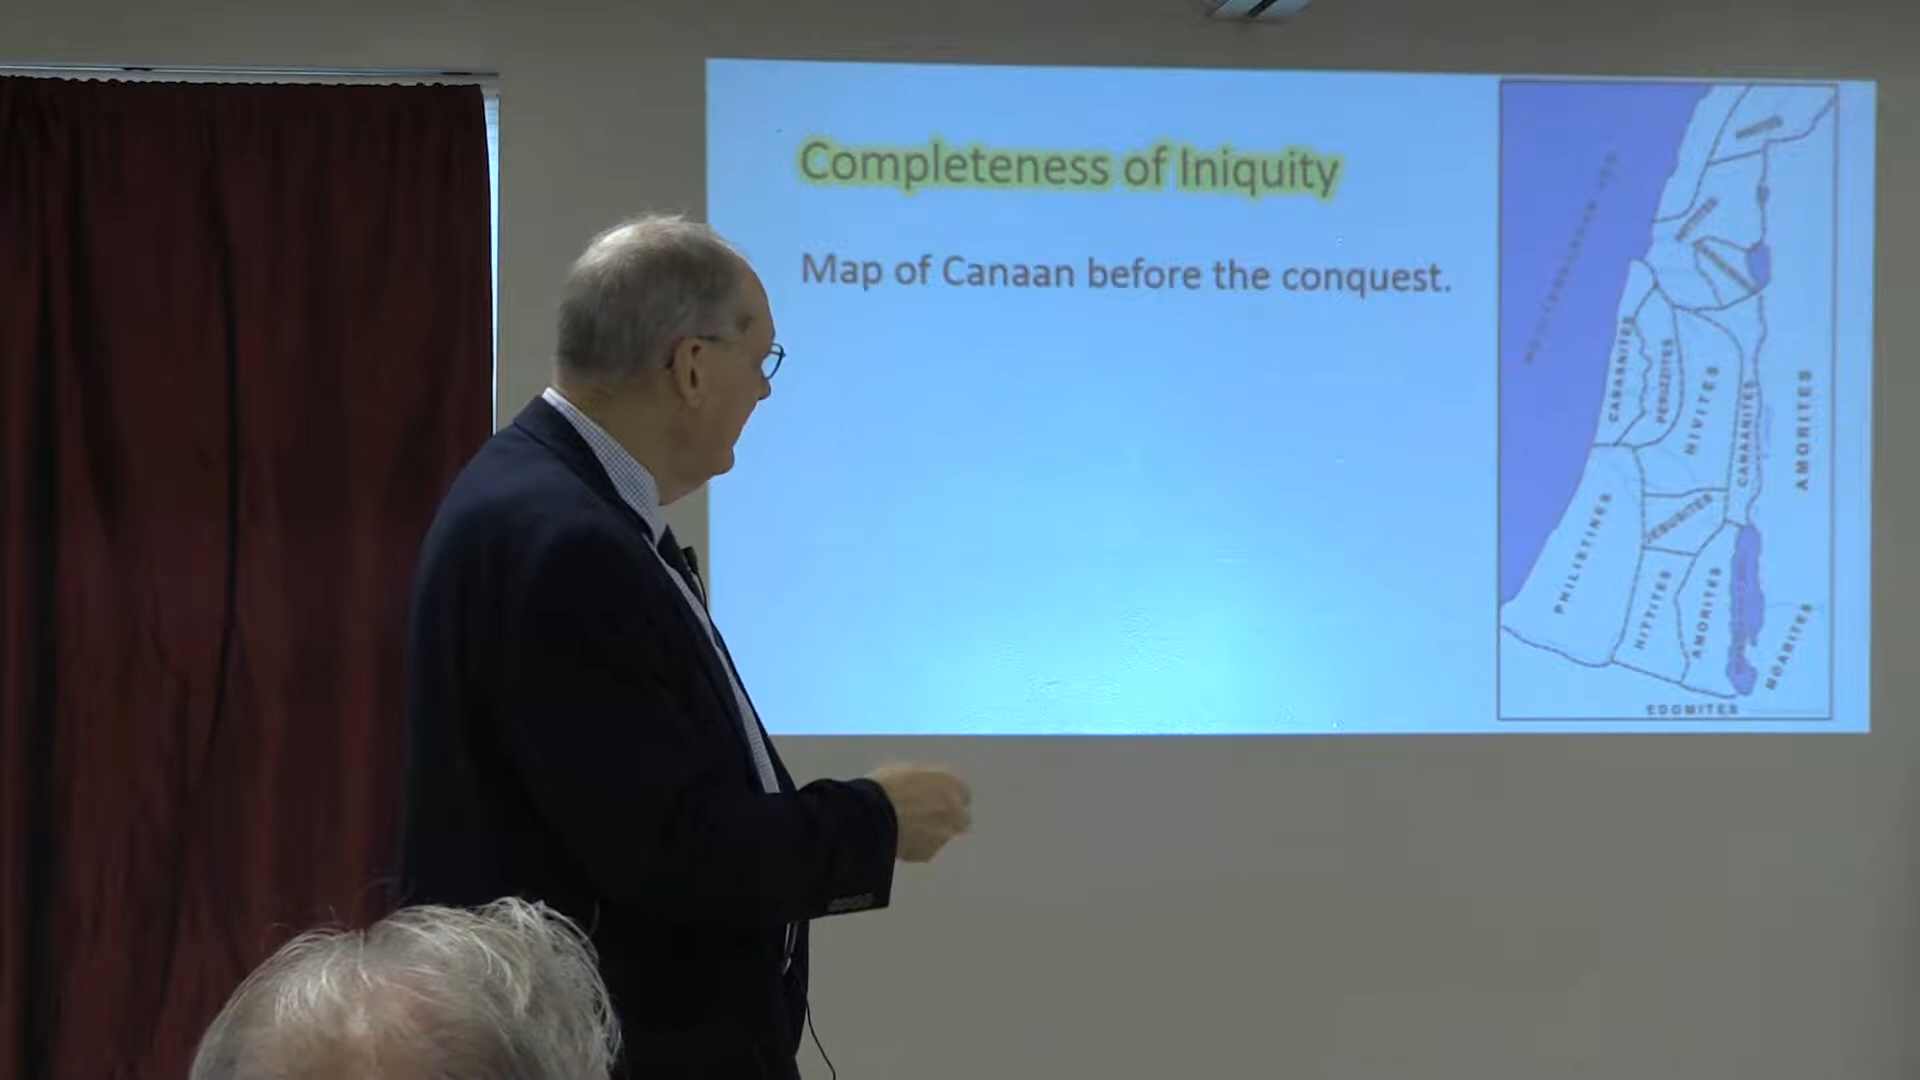 Completeness of Iniquity
Map of Canaan before the conquest.
CANAANITES
PERIZZITES
HIVITES
CANAANITES
AMORITES
PHILISTINES
JEBUSITES
HITTITES
AMORITES
MOABITES
EDOMITES